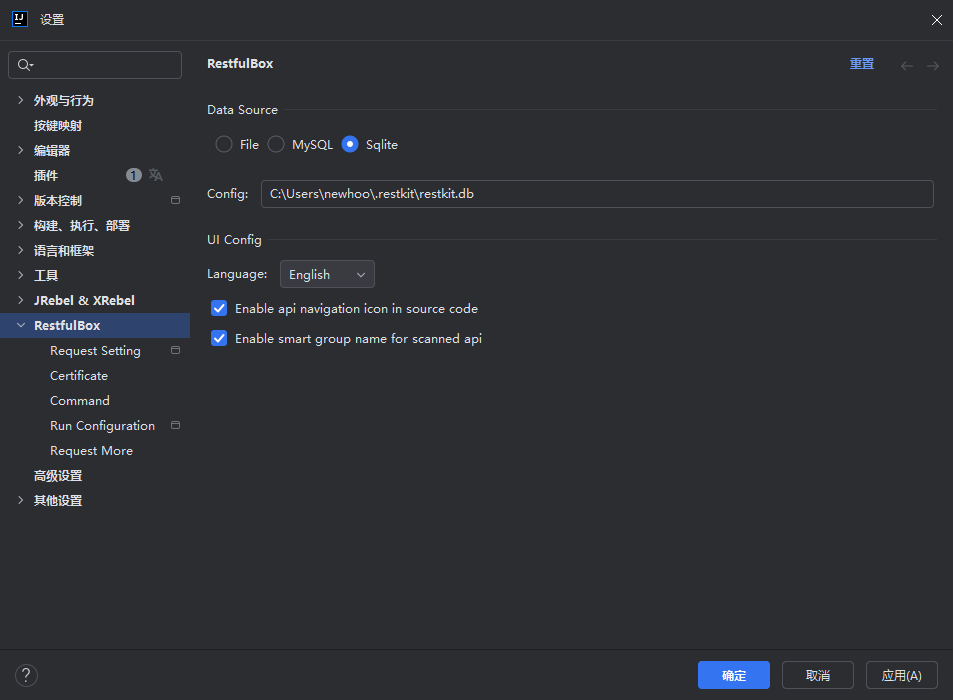 设置
外观与行为
按键映射
编辑器
插件 1
版本控制
构建、执行、部署
语言和框架
工具
JRebel & XRebel
RestfulBox
Request Setting
Certificate
Command
Run Configuration
Request More
高级设置
其他设置
RestfulBox 重置
Data Source
File MySQL Sqlite
Config: C:\Users\newhoo\.restkit\restkit.db
UI Config
Language: English
Enable api navigation icon in source code
Enable smart group name for scanned api
? 确定 取消 应用(A)